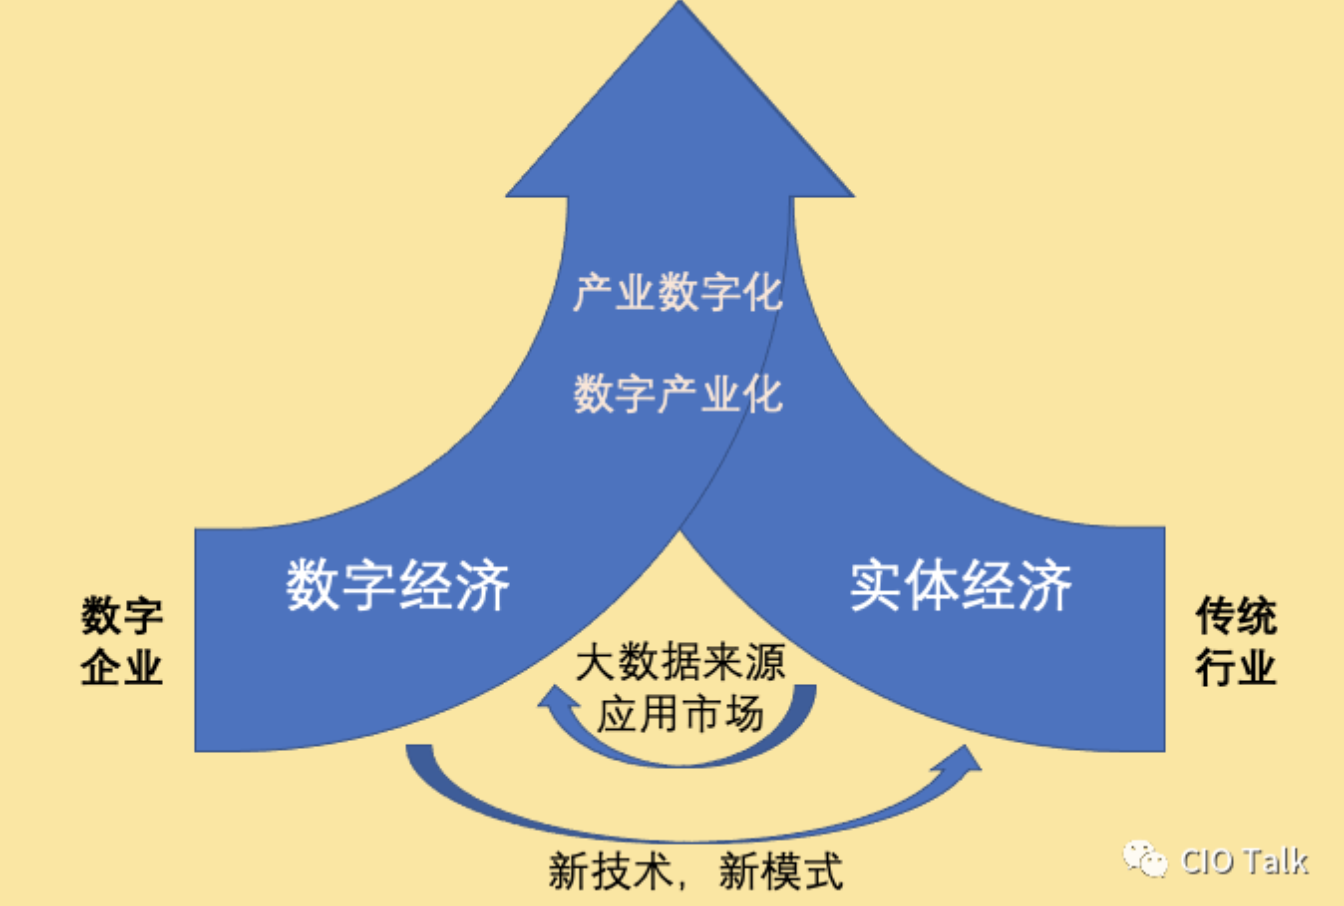 产业数字化
数字产业化
数字经济
实体经济
数字
企业
传统
行业
大数据来源
应用市场
新技术，新模式
CIO Talk